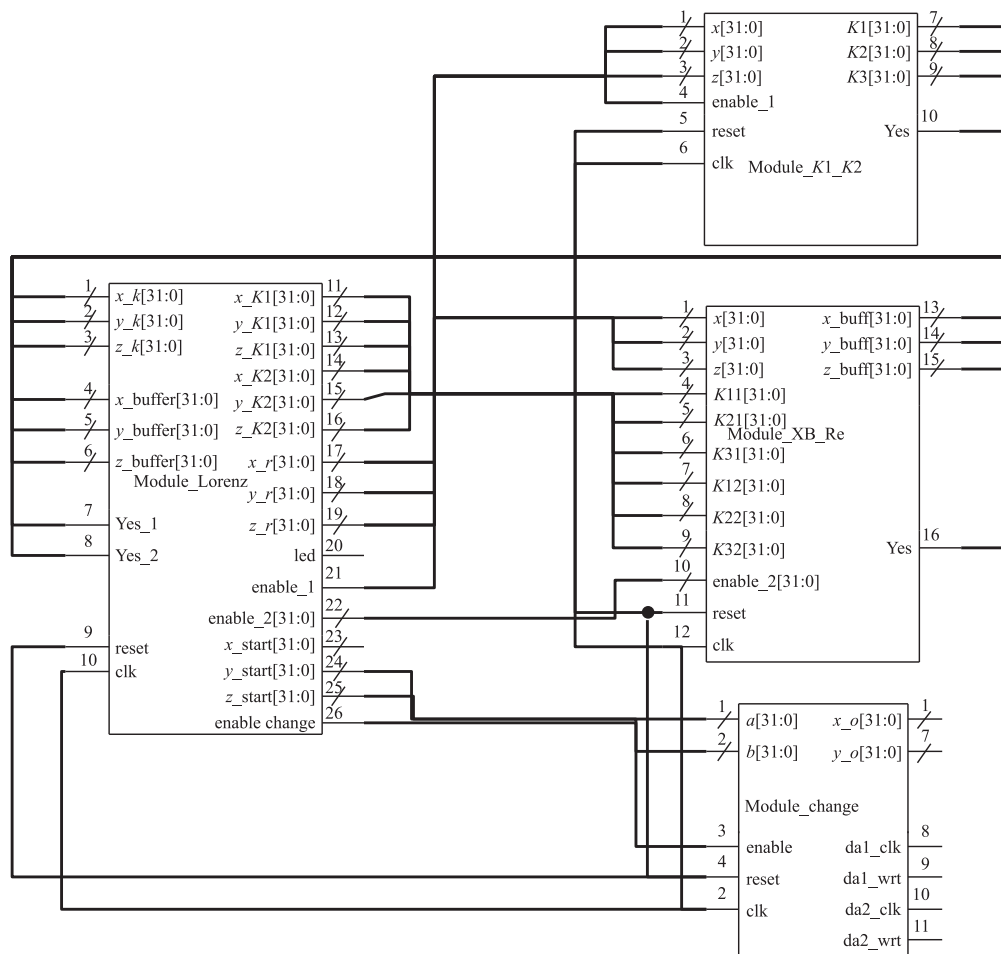 1 x[31:0] K1[31:0] 7
2 y[31:0] K2[31:0] 8
3 z[31:0] K3[31:0] 9
4 enable_1
5 reset Yes 10
6 clk
Module_K1_K2
1 x_k[31:0] x_K1[31:0] 11
2 y_k[31:0] y_K1[31:0] 12
3 z_k[31:0] z_K1[31:0] 13
x_K2[31:0] 14
4 x_buffer[31:0] y_K2[31:0] 15
5 y_buffer[31:0] z_K2[31:0] 16
6 z_buffer[31:0] x_r[31:0] 17
Module_Lorenz
y_r[31:0] 18
7 Yes_1 z_r[31:0] 19
8 Yes_2 led 20
enable_1 21
enable_2[31:0] 22
9 reset x_start[31:0] 23
10 clk y_start[31:0] 24
z_start[31:0] 25
enable change 26
1 x[31:0] x_buff[31:0] 13
2 y[31:0] y_buff[31:0] 14
3 z[31:0] z_buff[31:0] 15
4 K11[31:0]
5 K21[31:0]
Module_XB_Re
6 K31[31:0]
7 K12[31:0]
8 K22[31:0]
9 K32[31:0] Yes 16
10 enable_2[31:0]
11 reset
12 clk
1 a[31:0] x_o[31:0] 1
2 b[31:0] y_o[31:0] 7
Module_change
3 enable da1_clk 8
4 reset da1_wrt 9
2 clk da2_clk 10
da2_wrt 11